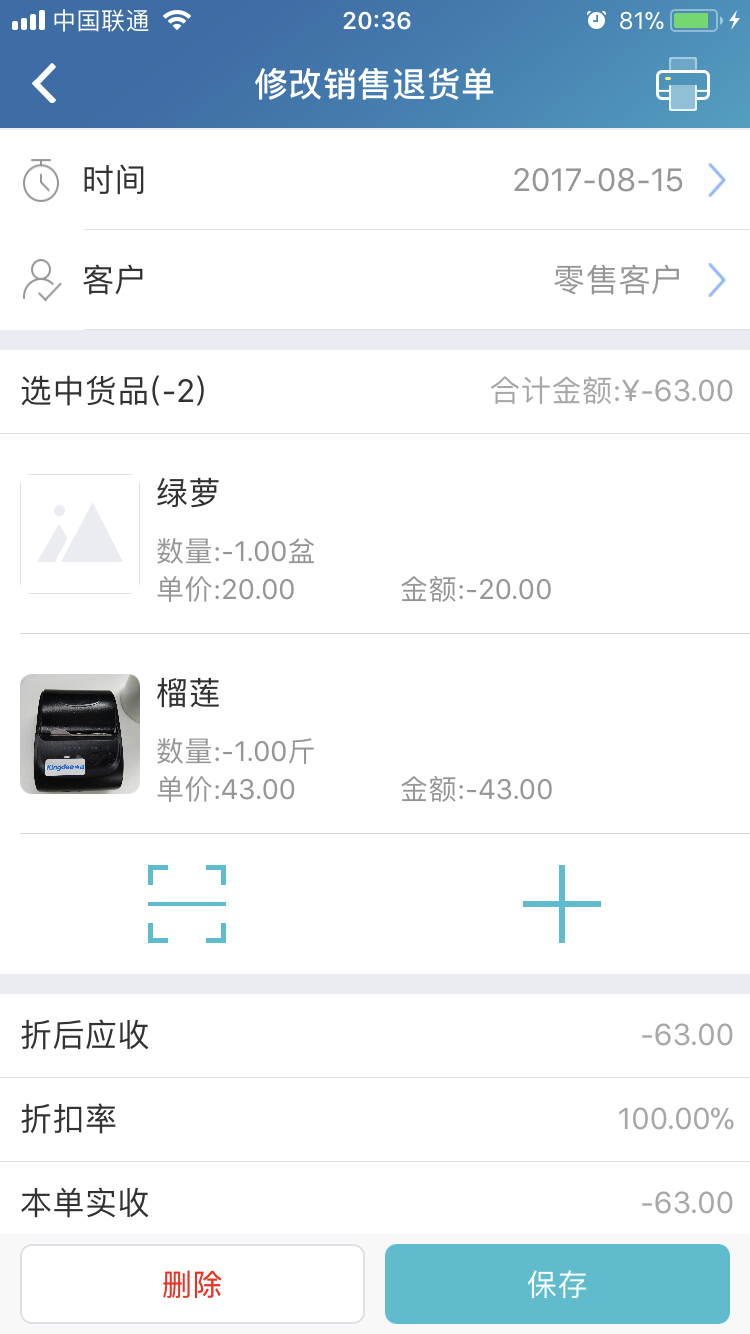 中国联通 20:36 81%
修改销售退货单
时间 2017-08-15
客户 零售客户
选中货品(-2) 合计金额:¥-63.00
绿萝
数量:-1.00盆
单价:20.00 金额:-20.00
榴莲
Kingdee
数量:-1.00斤
单价:43.00 金额:-43.00
折后应收 -63.00
折扣率 100.00%
本单实收 -63.00
删除 保存